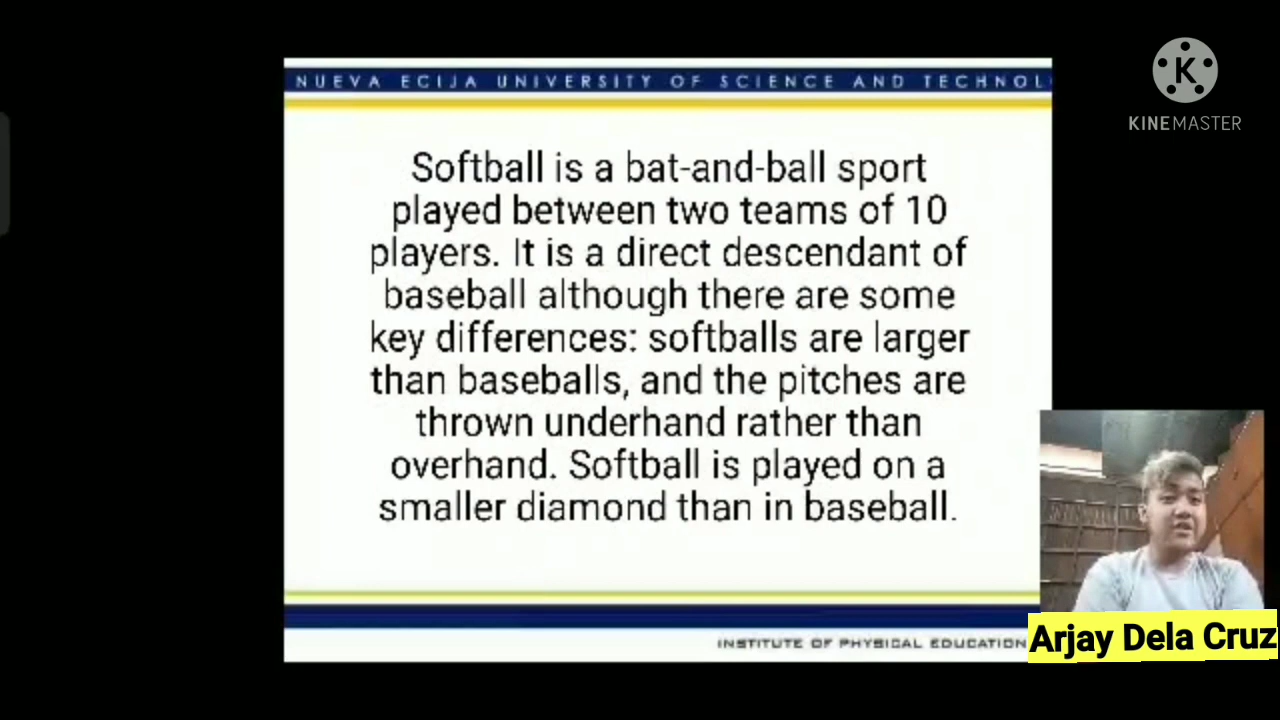 NUEVA ECIJA UNIVERSITY OF SCIENCE AND TECHNOL
K
KINEMASTER
Softball is a bat-and-ball sport
played between two teams of 10
players. It is a direct descendant of
baseball although there are some
key differences: softballs are larger
than baseballs, and the pitches are
thrown underhand rather than
overhand. Softball is played on a
smaller diamond than in baseball.
INSTITUTE OF PHYSICAL EDUCATION
Arjay Dela Cruz